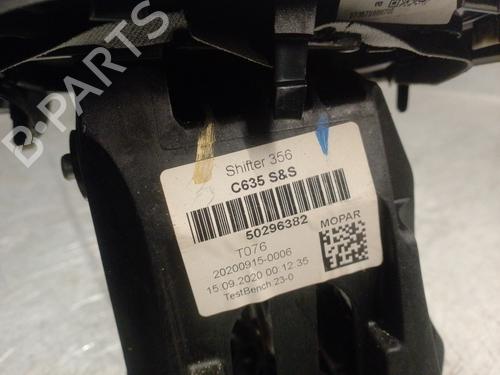 B-PARTS
Shifter 356
C635 S&S
50296382
T076
MOPAR
20200915-0006
15.09.2020 00:12:35
TestBench 23-0